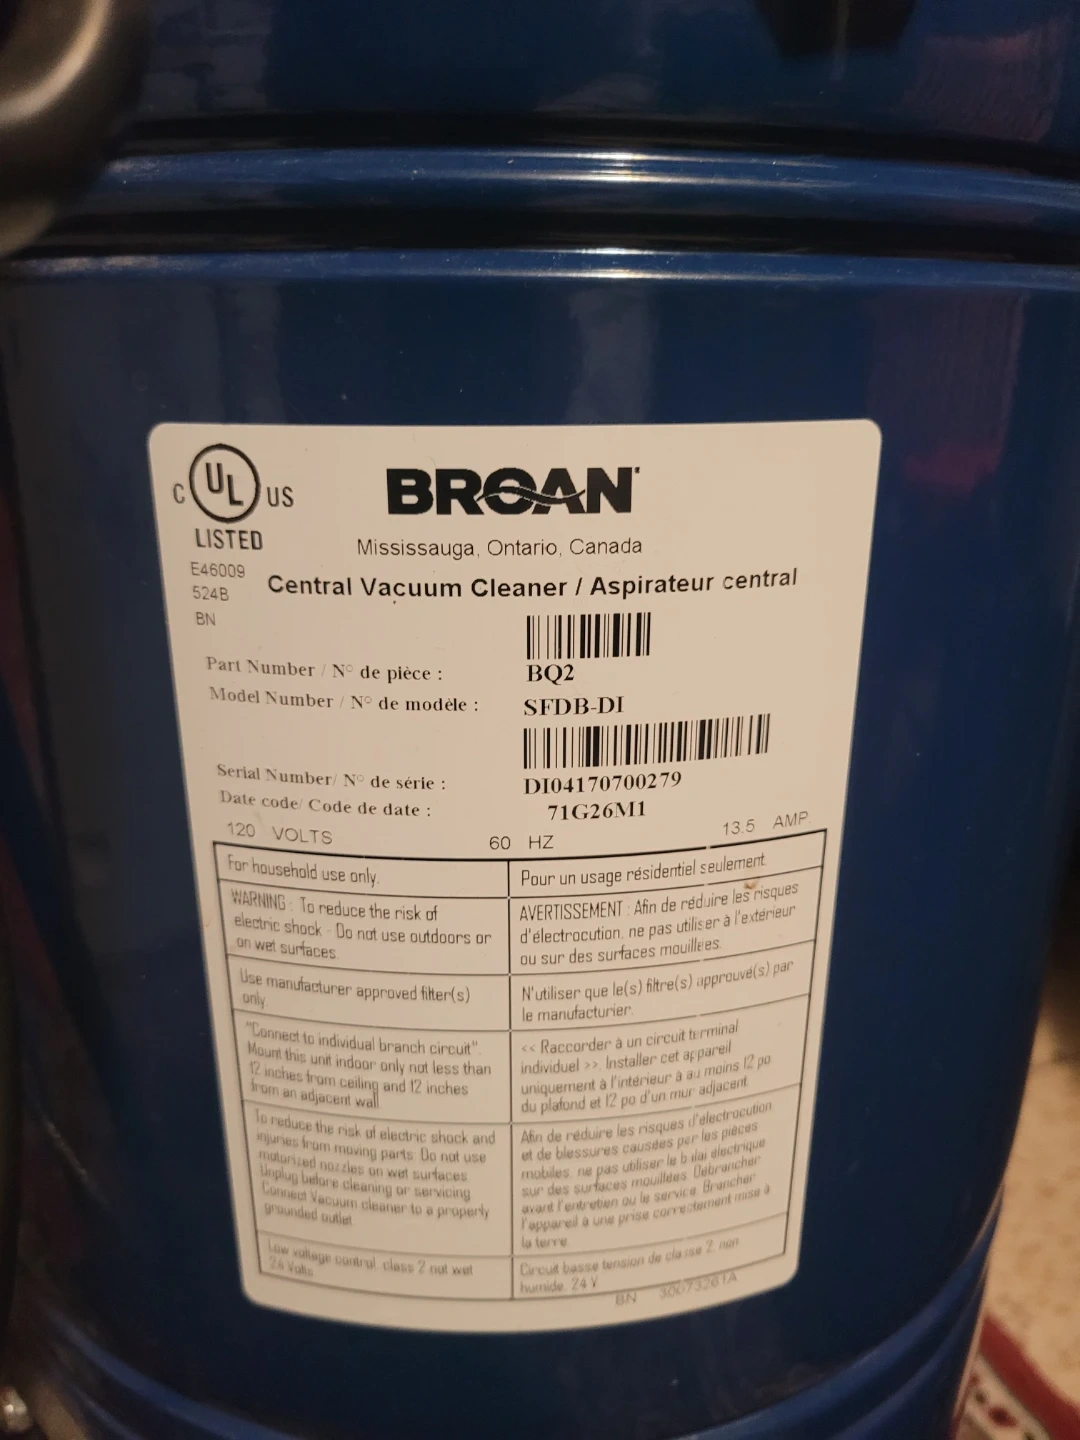 C UL US
LISTED
E46009
524B
BN
BROAN
Mississauga, Ontario, Canada
Central Vacuum Cleaner / Aspirateur central
Part Number / N° de pièce :
BQ2
Model Number / N° de modèle :
SFDB-DI
Serial Number/ N° de série :
DI04170700279
Date code/ Code de date :
71G26M1
120 VOLTS
60 HZ
13.5 AMP.
For household use only.
Pour un usage résidentiel seulement.
WARNING : To reduce the risk of
electric shock - Do not use outdoors or
on wet surfaces.
AVERTISSEMENT : Afin de réduire les risques
d'électrocution, ne pas utiliser à l'extérieur
ou sur des surfaces mouillées.
Use manufacturer approved filter(s)
only.
N'utiliser que le(s) filtre(s) approuvé(s) par
le manufacturier.
"Connect to individual branch circuit".
Mount this unit indoor only not less than
12 inches from ceiling and 12 inches
from an adjacent wall
<< Raccorder à un circuit terminal
individuel >>. Installer cet appareil
uniquement à l'intérieur à au moins 12 po
du plafond et 12 po d'un mur adjacent.
To reduce the risk of electric shock and
injuries from moving parts: Do not use
motorized nozzles on wet surfaces.
Unplug before cleaning or servicing.
Connect Vacuum cleaner to a properly
grounded outlet.
Afin de réduire les risques d'électrocution
et de blessures causées par les pièces
mobiles, ne pas utiliser le balai électrique
sur des surfaces mouillées. Débrancher
avant l'entretien ou le service. Brancher
l'appareil à une prise correctement mise à
la terre.
Low voltage control, class 2 not wet
24 Volts
Circuit basse tension de classe 2, non
humide. 24 V
BN 30073261A